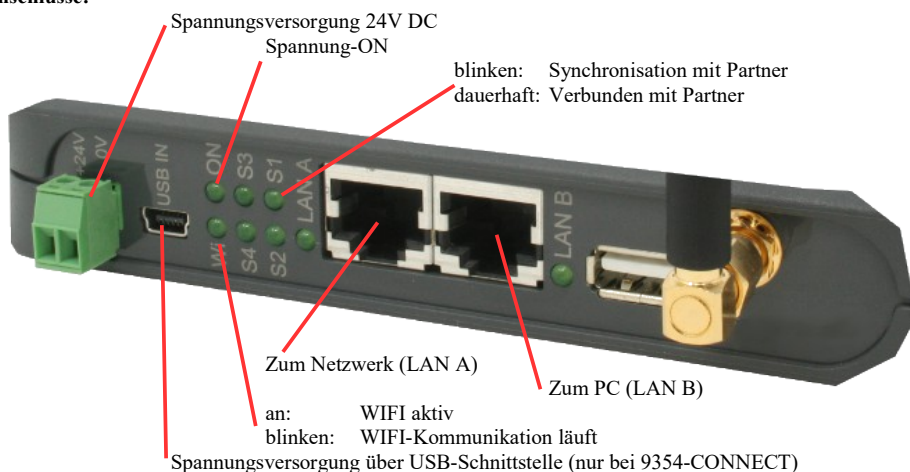 nschlüsse:
Spannungsversorgung 24V DC
Spannung-ON
blinken: Synchronisation mit Partner
dauerhaft: Verbunden mit Partner
+24V
0V
USB IN
ON
S3
S1
LAN A
Wi
S4
S2
LAN B
Zum Netzwerk (LAN A)
Zum PC (LAN B)
an: WIFI aktiv
blinken: WIFI-Kommunikation läuft
Spannungsversorgung über USB-Schnittstelle (nur bei 9354-CONNECT)